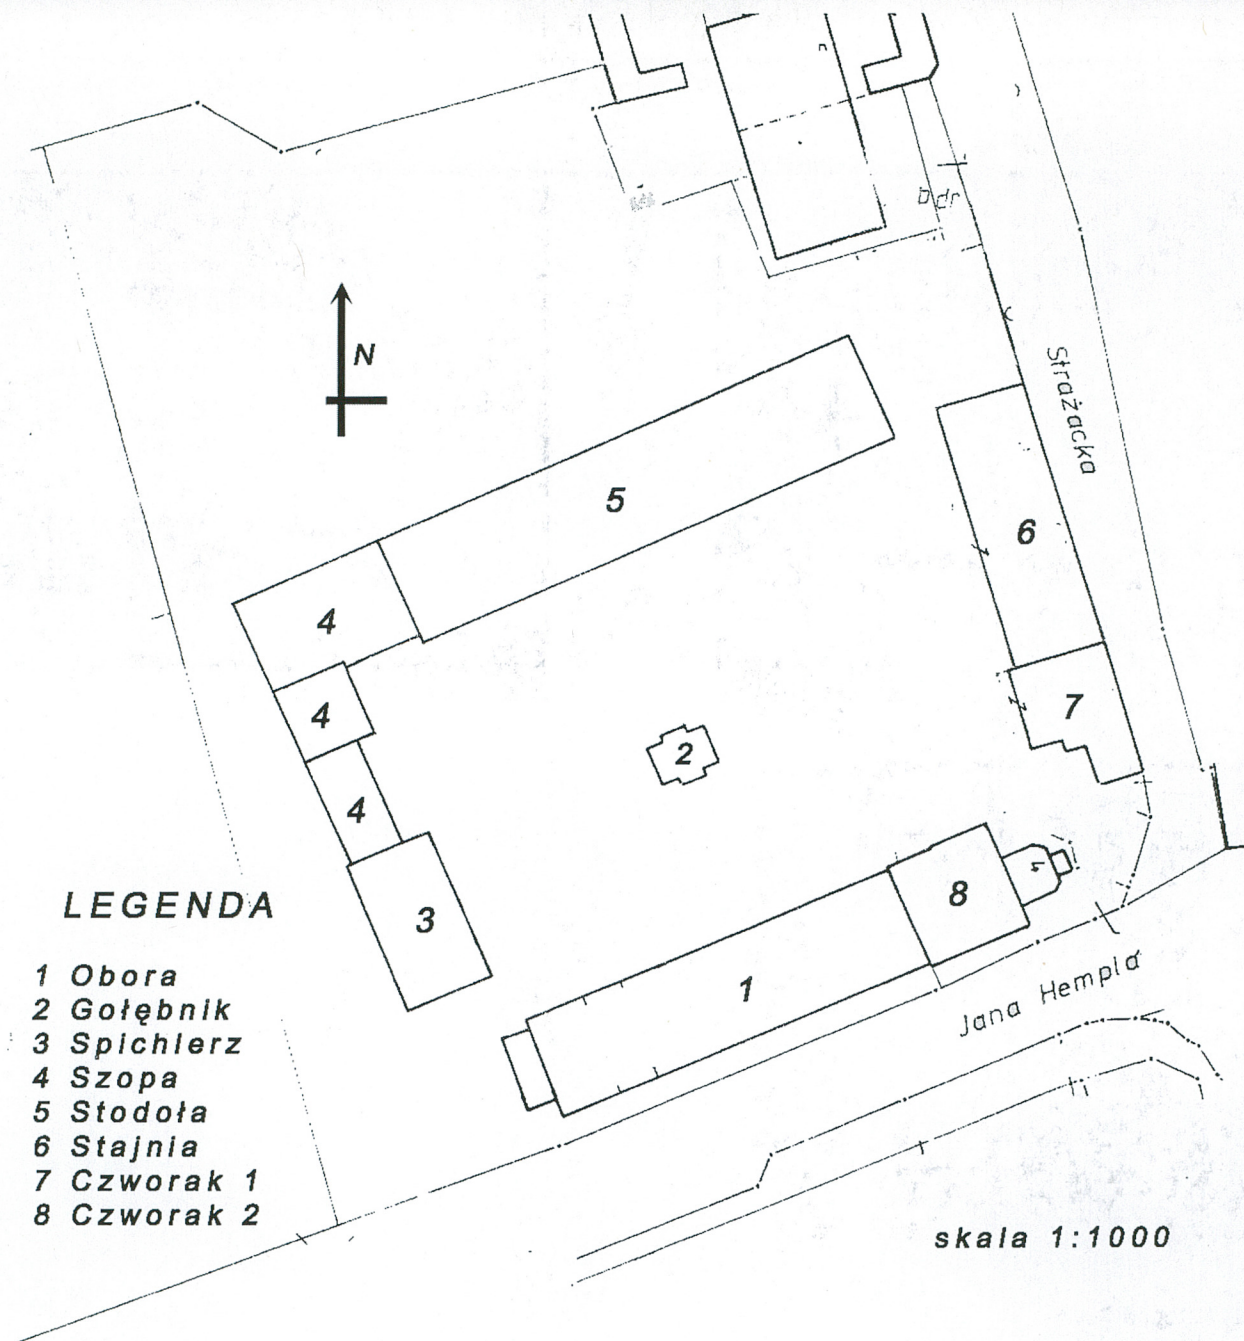 bdr
N
Strażacka
5
6
4
4
7
2
4
8
3
1
Jana Hempla
LEGENDA
1 Obora
2 Gołębnik
3 Spichlerz
4 Szopa
5 Stodoła
6 Stajnia
7 Czworak 1
8 Czworak 2
skala 1:1000